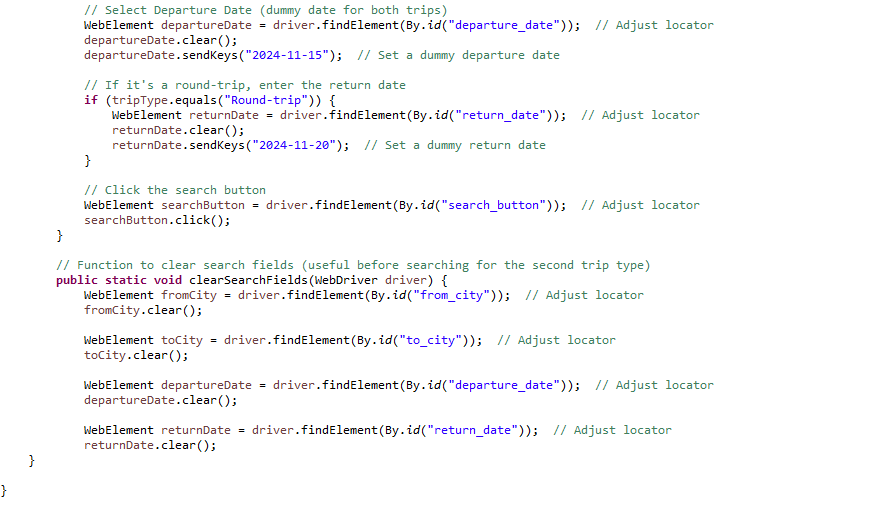 // Select Departure Date (dummy date for both trips)
WebElement departureDate = driver.findElement(By.id("departure_date"));  // Adjust locator
departureDate.clear();
departureDate.sendKeys("2024-11-15");  // Set a dummy departure date
// If it's a round-trip, enter the return date
if (tripType.equals("Round-trip")) {
WebElement returnDate = driver.findElement(By.id("return_date"));  // Adjust locator
returnDate.clear();
returnDate.sendKeys("2024-11-20");  // Set a dummy return date
}
// Click the search button
WebElement searchButton = driver.findElement(By.id("search_button"));  // Adjust locator
searchButton.click();
}
// Function to clear search fields (useful before searching for the second trip type)
public static void clearSearchFields(WebDriver driver) {
WebElement fromCity = driver.findElement(By.id("from_city"));  // Adjust locator
fromCity.clear();
WebElement toCity = driver.findElement(By.id("to_city"));  // Adjust locator
toCity.clear();
WebElement departureDate = driver.findElement(By.id("departure_date"));  // Adjust locator
departureDate.clear();
WebElement returnDate = driver.findElement(By.id("return_date"));  // Adjust locator
returnDate.clear();
}
}